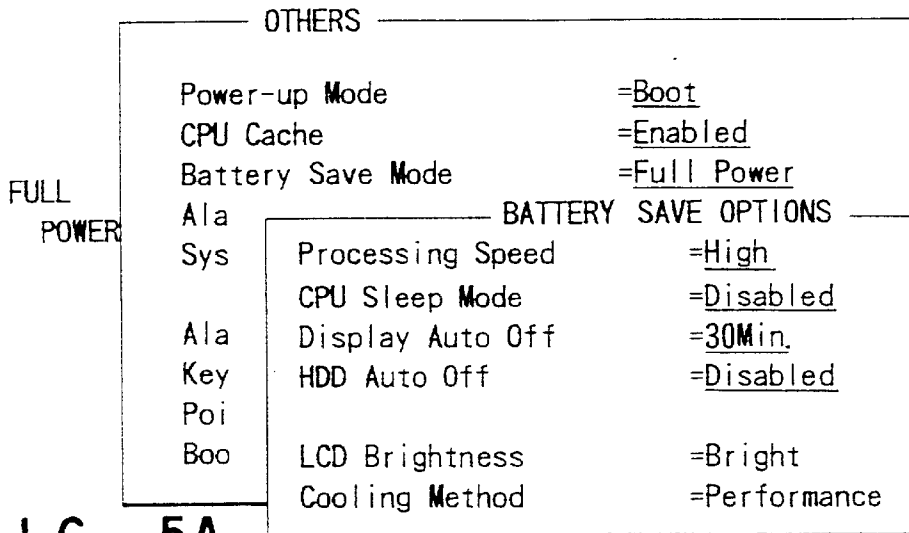 OTHERS
Power-up Mode =Boot
CPU Cache =Enabled
Battery Save Mode =Full Power
FULL
POWER
Ala
BATTERY SAVE OPTIONS
Sys
Processing Speed =High
CPU Sleep Mode =Disabled
Ala
Display Auto Off =30Min.
Key
HDD Auto Off =Disabled
Poi
Boo
LCD Brightness =Bright
Cooling Method =Performance